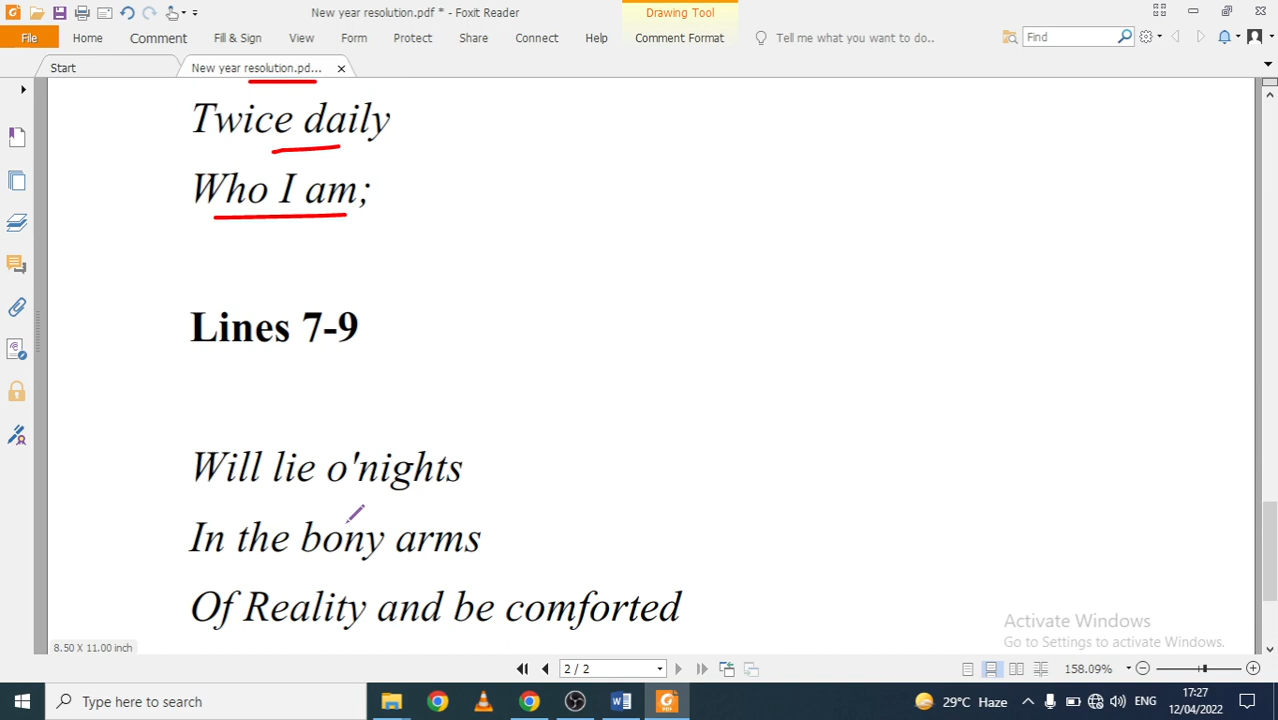 New year resolution.pdf * - Foxit Reader
Drawing Tool
File Home Comment Fill & Sign View Form Protect Share Connect Help Comment Format Tell me what you want to do.. Find
Start New year resolution.pd...
Twice daily
Who I am;
Lines 7-9
Will lie o'nights
In the bony arms
Of Reality and be comforted
Activate Windows
Go to Settings to activate Windows.
8.50 X 11.00 inch
2 / 2 158.09%
Type here to search 29°C Haze ENG 17:27
12/04/2022